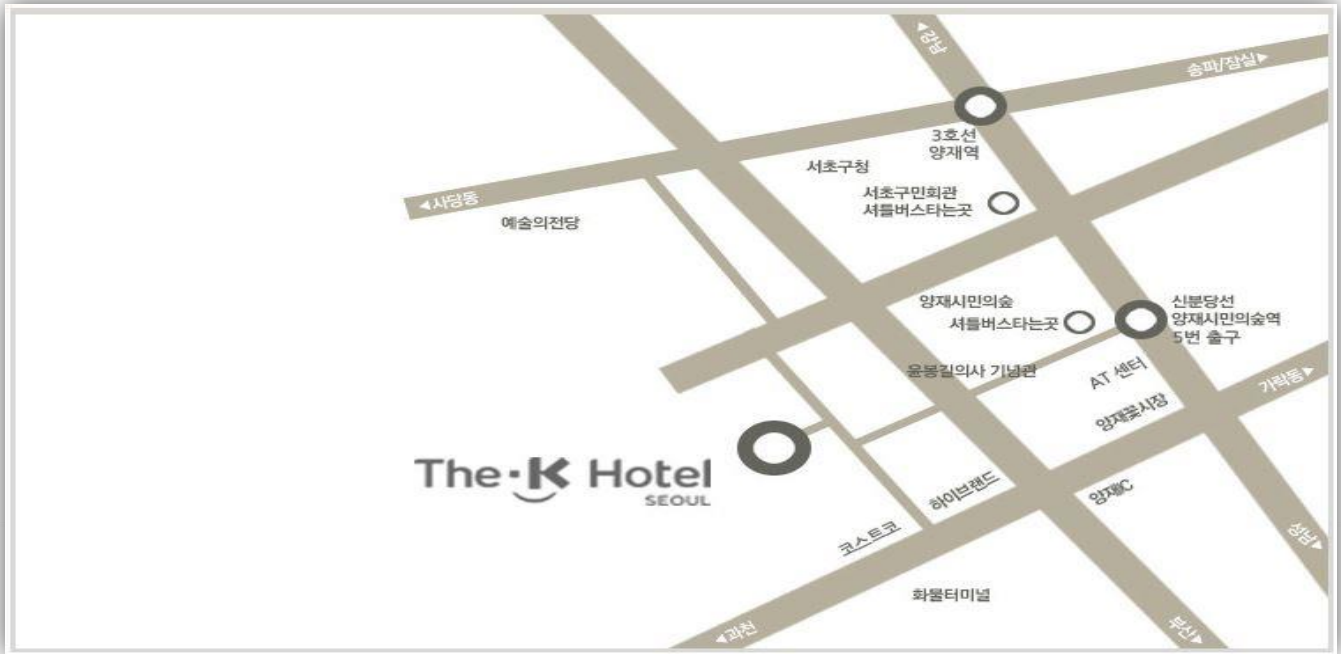 ◀강남
송파/잠실▶
3호선
양재역
서초구청
◀사당동
예술의전당
서초구민회관
셔틀버스타는곳
양재시민의숲
셔틀버스타는곳
신분당선
양재시민의숲역
5번 출구
윤봉길의사 기념관
AT 센터
가락동▶
양재꽃시장
The K Hotel
SEOUL
하이브랜드
양재IC
코스트코
성남▶
화물터미널
◀과천
부산▶